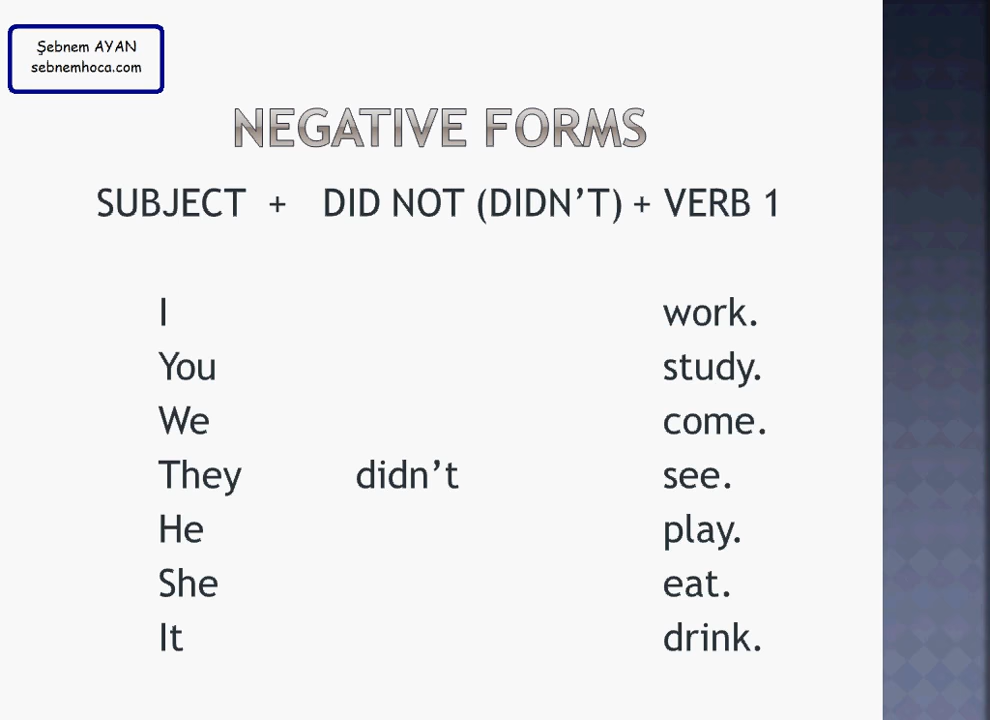 Şebnem AYAN
sebnemhoca.com
NEGATIVE FORMS
SUBJECT + DID NOT (DIDN’T) + VERB 1
I work.
You study.
We come.
They didn’t see.
He play.
She eat.
It drink.